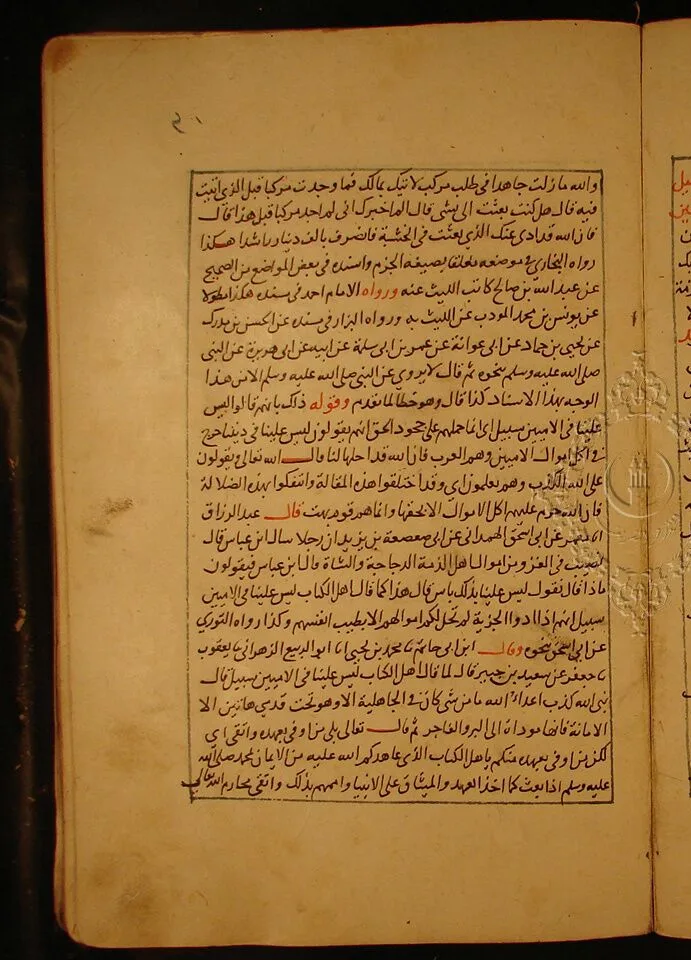 والله ما زلت جاهدا في طلب مركب لاتيك بمالك فما وجدت مركبا قبل الذي اتيت
فيه قال هل كنت بعثت الى بشي قال الم اخبرك اني لم اجد مركبا قبل هذا قال
فان الله قد ادى عنك الذي بعثت في الخشبة فانصرف بالف دينار راشدا هكذا
رواه البخاري في موضعه معلقا بصيغة الجزم واسنده في بعض المواضع من الصحيح
عن عبد الله بن صالح كاتب الليث عنه ورواه الامام احمد في مسنده هكذا مطولا
عن يونس بن محمد المودب عن الليث به ورواه البزار في مسنده عن الحسن بن مدرك
عن يحيى بن حماد عن ابي عوانة عن عمر بن ابي سلمة عن ابيه عن ابي هريرة عن النبي
صلى الله عليه وسلم بنحوه ثم قال لا يروي عن النبي صلى الله عليه وسلم الا من هذا
الوجه بهذا الاسناد كذا قال وهو خطا لما تقدم وقوله ذلك بانهم قالوا ليس
علينا في الاميين سبيل اي انما حملهم على جحود الحق انهم يقولون ليس علينا في ديننا حرج
في اكل اموال الاميين وهم العرب فان الله قد احلها لنا قال الله تعالى ويقولون
على الله الكذب وهم يعلمون اي وقد اختلقوا هذه المقالة وائتفكوا بهذه الضلالة
فان الله حرم عليهم اكل الاموال الا بحقها وانما هم قوم بهت قال عبد الرزاق
انا معمر عن ابي اسحق الهمداني عن ابي صعصعة بن يزيد ان رجلا سال ابن عباس قال
انا نصيب في الغزو من اموال اهل الذمة الدجاجة والشاة قال ابن عباس فيقولون
ماذا قال نقول ليس علينا بذلك باس قال هذا كما قال اهل الكتاب ليس علينا في الاميين
سبيل انهم اذا ادوا الجزية لم تحل لكم اموالهم الا بطيب انفسهم وكذا رواه الثوري
عن ابي اسحق بنحوه وقال ابن ابي حاتم ثنا محمد بن يحيى انا ابو الربيع الزهراني ثنا يعقوب
ثنا جعفر عن سعيد بن جبير قال لما قال اهل الكتاب ليس علينا في الاميين سبيل قال
نبي الله كذب اعداء الله ما من شي كان في الجاهلية الا وهو تحت قدمي هاتين الا
الامانة فانها موداة الى البر والفاجر ثم قال تعالى بلى من اوفى بعهده واتقى اي
لكن من اوفى بعهده منكم يا اهل الكتاب الذي عاهدكم الله عليه من الايمان بمحمد صلى الله
عليه وسلم اذا بعث كما اخذ العهد والميثاق على الانبيا واممهم بذلك واتقى محارم الله تعالى